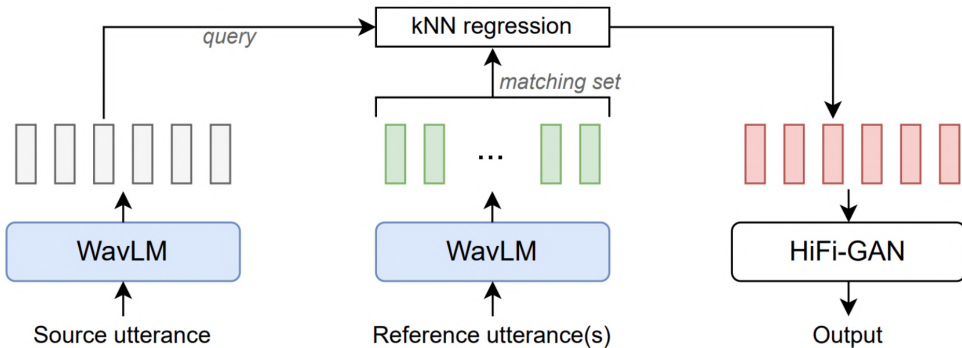 kNN regression
query
matching set
...
WavLM
WavLM
HiFi-GAN
Source utterance
Reference utterance(s)
Output